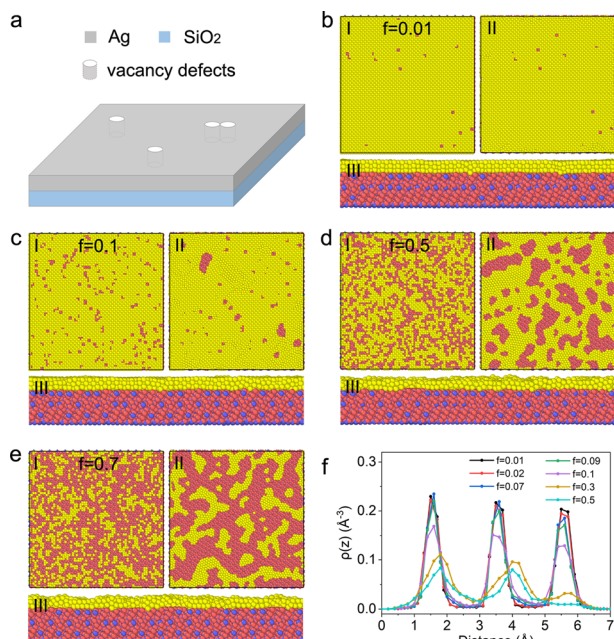 a
Ag SiO2
vacancy defects
b
I f=0.01 II
III
c
I f=0.1 II
III
d
I f=0.5 II
III
e
I f=0.7 II
III
f
ρ(z) (Å⁻³)
0.3
0.2
0.1
0.0
f=0.01 f=0.09
f=0.02 f=0.1
f=0.07 f=0.3
f=0.5
0 1 2 3 4 5 6 7
Distance (Å)